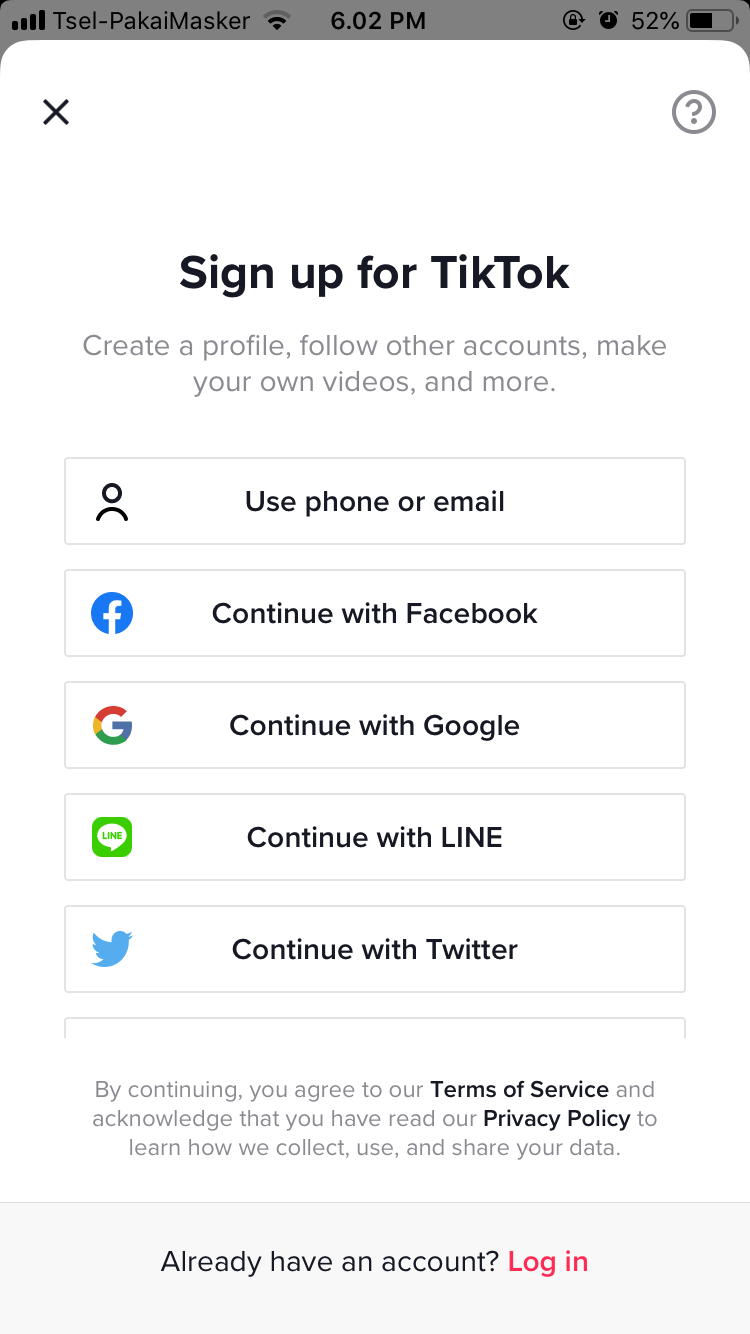 Tsel-PakaiMasker 6.02 PM 52%
?
Sign up for TikTok
Create a profile, follow other accounts, make
your own videos, and more.
Use phone or email
Continue with Facebook
Continue with Google
LINE Continue with LINE
Continue with Twitter
By continuing, you agree to our Terms of Service and
acknowledge that you have read our Privacy Policy to
learn how we collect, use, and share your data.
Already have an account? Log in